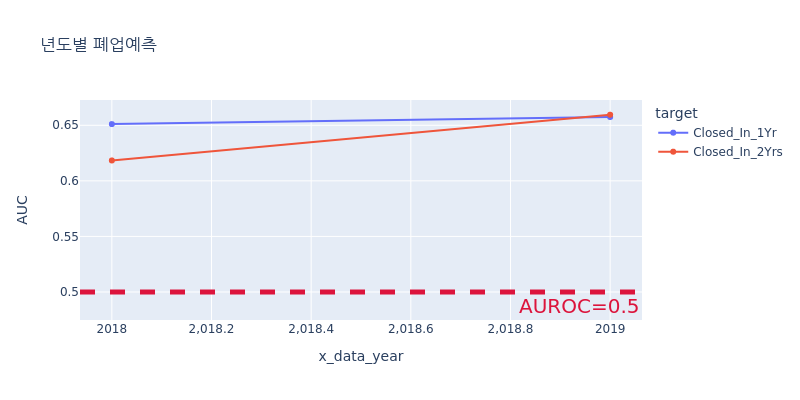 년도별 폐업예측
target
Closed_In_1Yr
Closed_In_2Yrs
AUC
0.65
0.6
0.55
0.5
AUROC=0.5
2018
2,018.2
2,018.4
2,018.6
2,018.8
2019
x_data_year